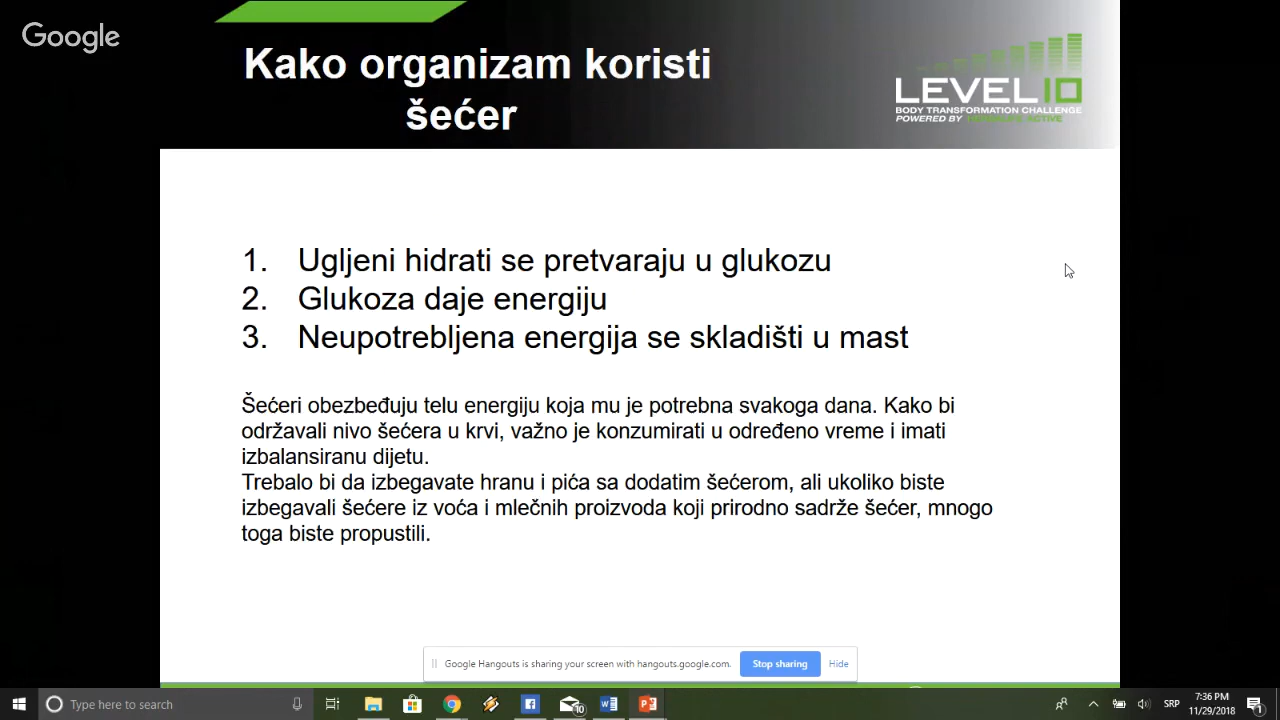 Google
Kako organizam koristi
šećer
LEVEL10
BODY TRANSFORMATION CHALLENGE
POWERED BY HERBALIFE ACTIVE
1. Ugljeni hidrati se pretvaraju u glukozu
2. Glukoza daje energiju
3. Neupotrebljena energija se skladišti u mast
Šećeri obezbeđuju telu energiju koja mu je potrebna svakoga dana. Kako bi
održavali nivo šećera u krvi, važno je konzumirati u određeno vreme i imati
izbalansiranu dijetu.
Trebalo bi da izbegavate hranu i pića sa dodatim šećerom, ali ukoliko biste
izbegavali šećere iz voća i mlečnih proizvoda koji prirodno sadrže šećer, mnogo
toga biste propustili.
Google Hangouts is sharing your screen with hangouts.google.com.
Stop sharing
Hide
Type here to search
10
SRP
7:36 PM
11/29/2018
1